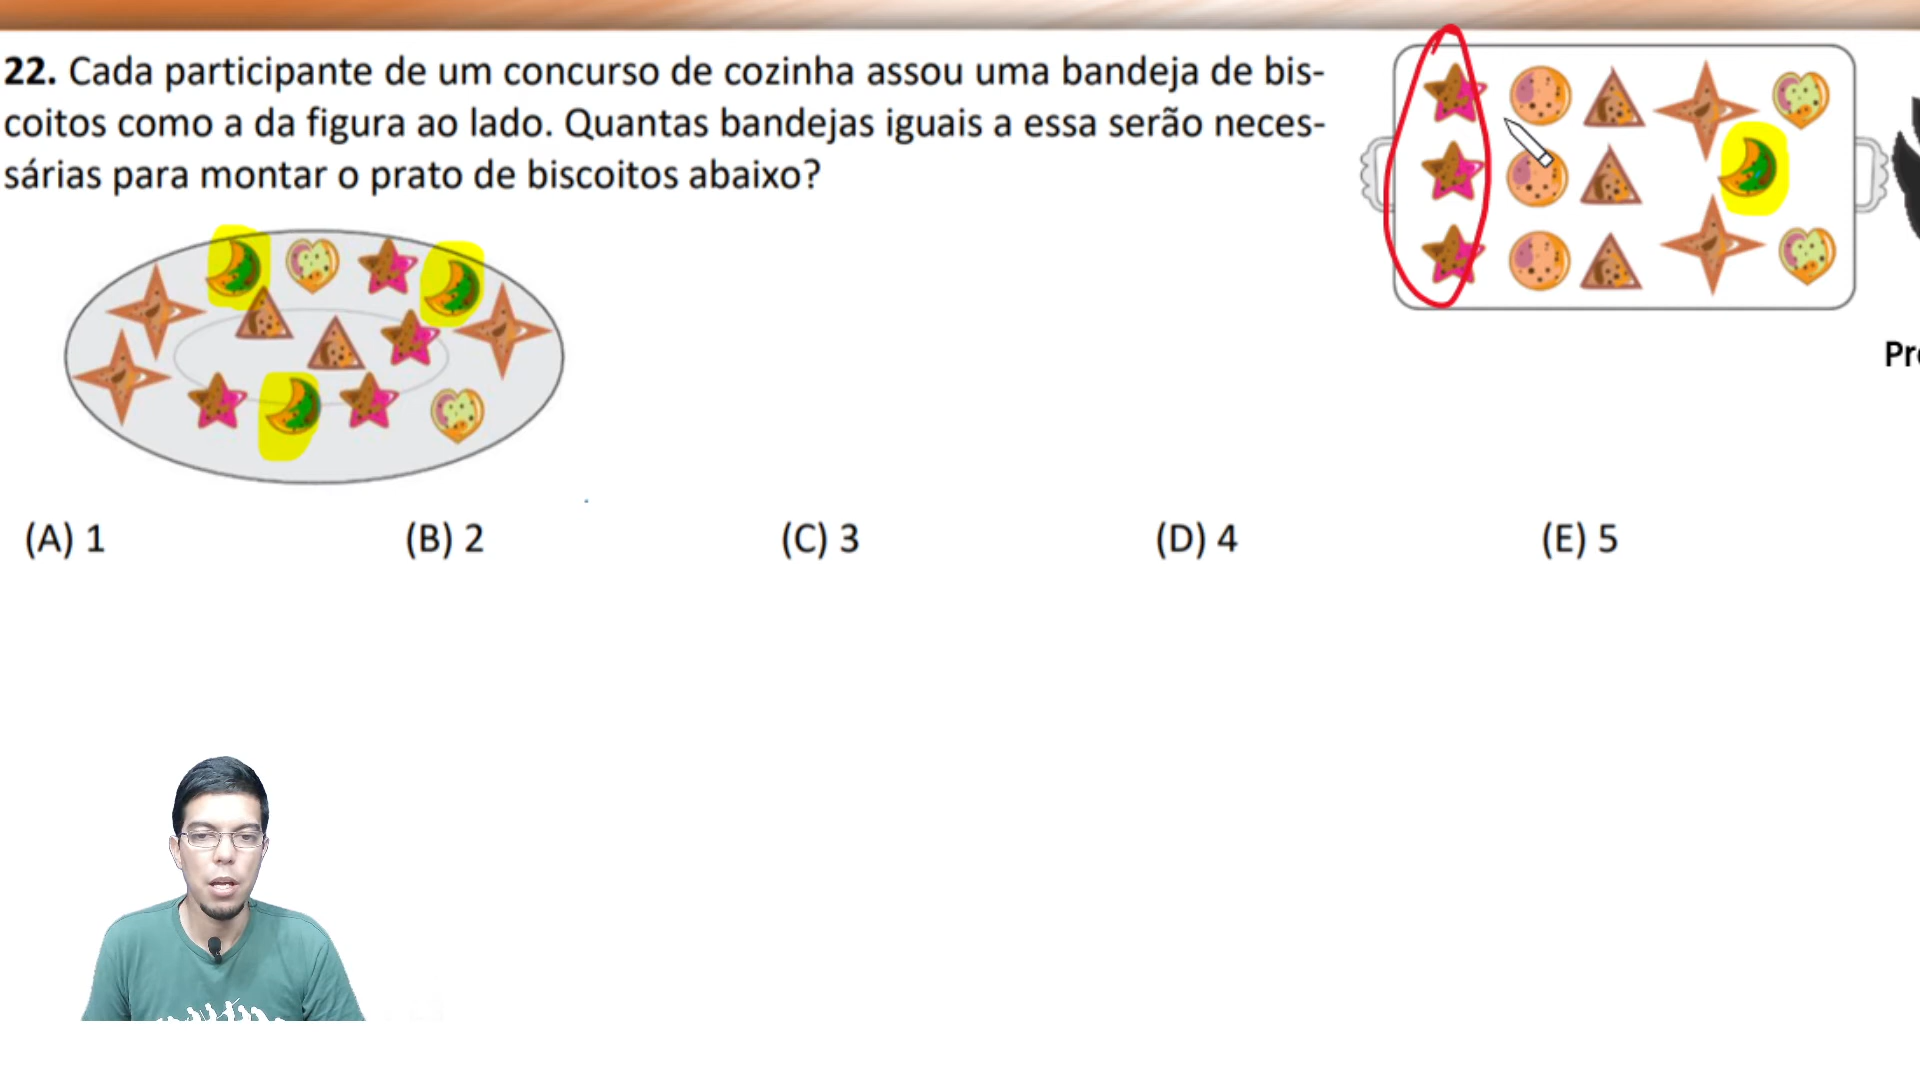 22. Cada participante de um concurso de cozinha assou uma bandeja de bis-
coitos como a da figura ao lado. Quantas bandejas iguais a essa serão neces-
sárias para montar o prato de biscoitos abaixo?
(A) 1 (B) 2 (C) 3 (D) 4 (E) 5